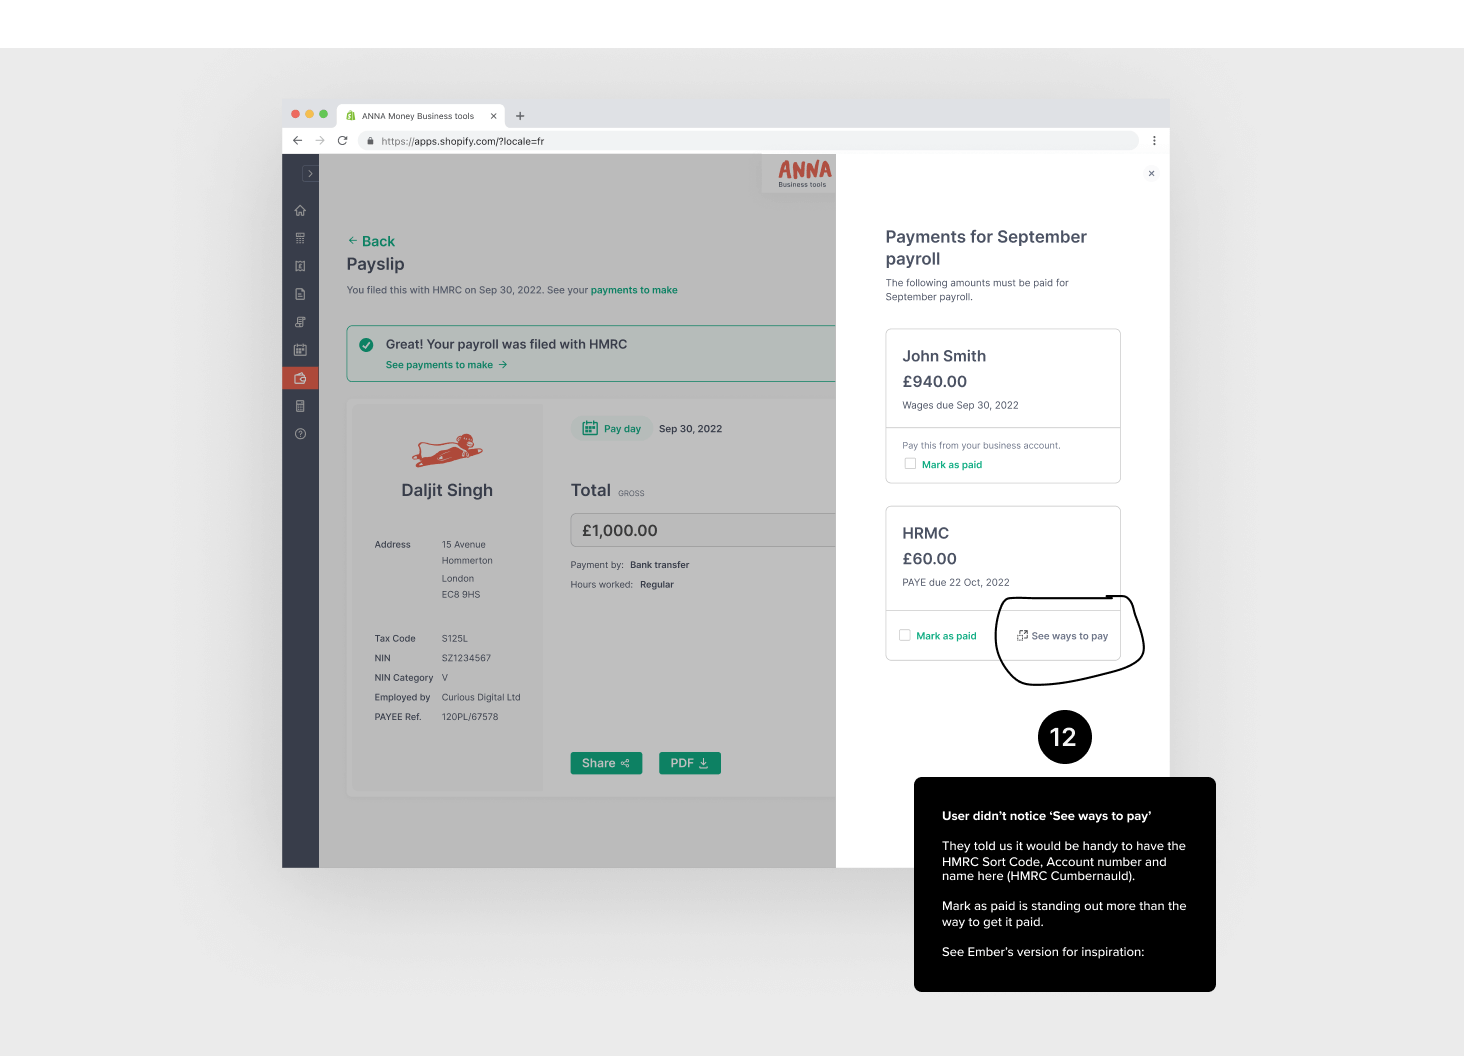 ANNA Money Business tools
https://apps.shopify.com/?locale=fr
ANNA
Business tools
Back
Payslip
You filed this with HMRC on Sep 30, 2022. See your payments to make
Great! Your payroll was filed with HMRC
See payments to make
Daljit Singh
Address 15 Avenue
Hommerton
London
EC8 9HS
Tax Code S125L
NIN SZ1234567
NIN Category V
Employed by Curious Digital Ltd
PAYEE Ref. 120PL/67578
Pay day Sep 30, 2022
Total GROSS
£1,000.00
Payment by: Bank transfer
Hours worked: Regular
Share
PDF
Payments for September
payroll
The following amounts must be paid for
September payroll.
John Smith
£940.00
Wages due Sep 30, 2022
Pay this from your business account.
Mark as paid
HRMC
£60.00
PAYE due 22 Oct, 2022
Mark as paid
See ways to pay
12
User didn't notice ‘See ways to pay’
They told us it would be handy to have the
HMRC Sort Code, Account number and
name here (HMRC Cumbernauld).
Mark as paid is standing out more than the
way to get it paid.
See Ember's version for inspiration: